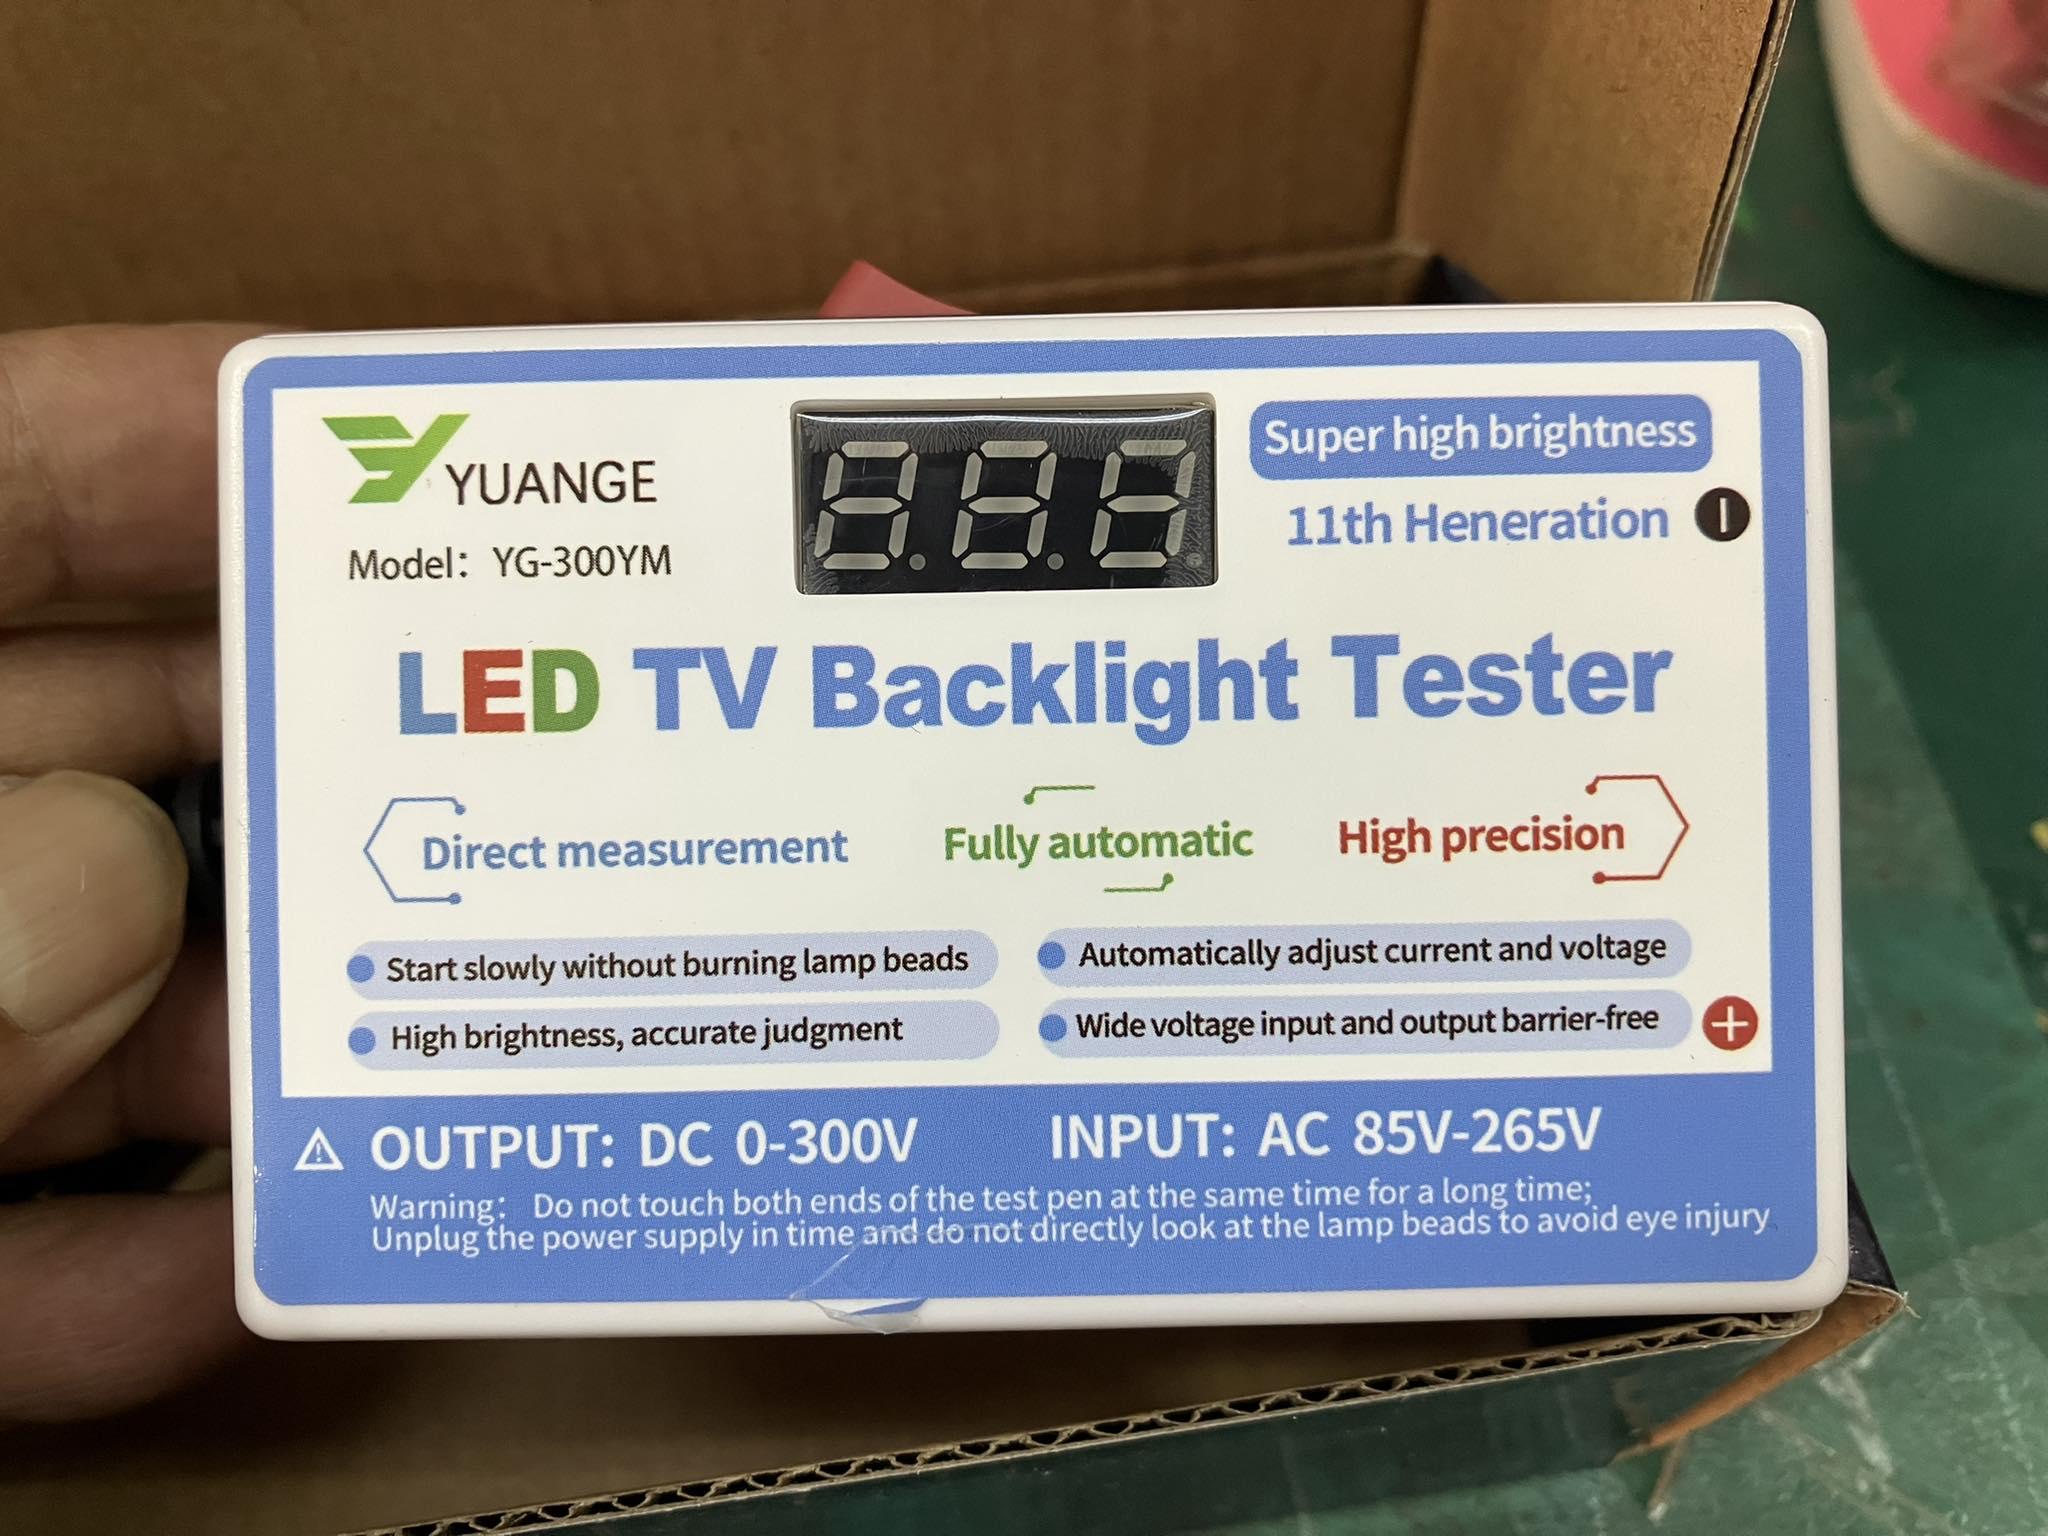 YUANGE
Model: YG-300YM
Super high brightness
11th Heneration
LED TV Backlight Tester
Direct measurement
Fully automatic
High precision
Start slowly without burning lamp beads
Automatically adjust current and voltage
High brightness, accurate judgment
Wide voltage input and output barrier-free
OUTPUT: DC 0-300V
INPUT: AC 85V-265V
Warning: Do not touch both ends of the test pen at the same time for a long time;
Unplug the power supply in time and do not directly look at the lamp beads to avoid eye injury